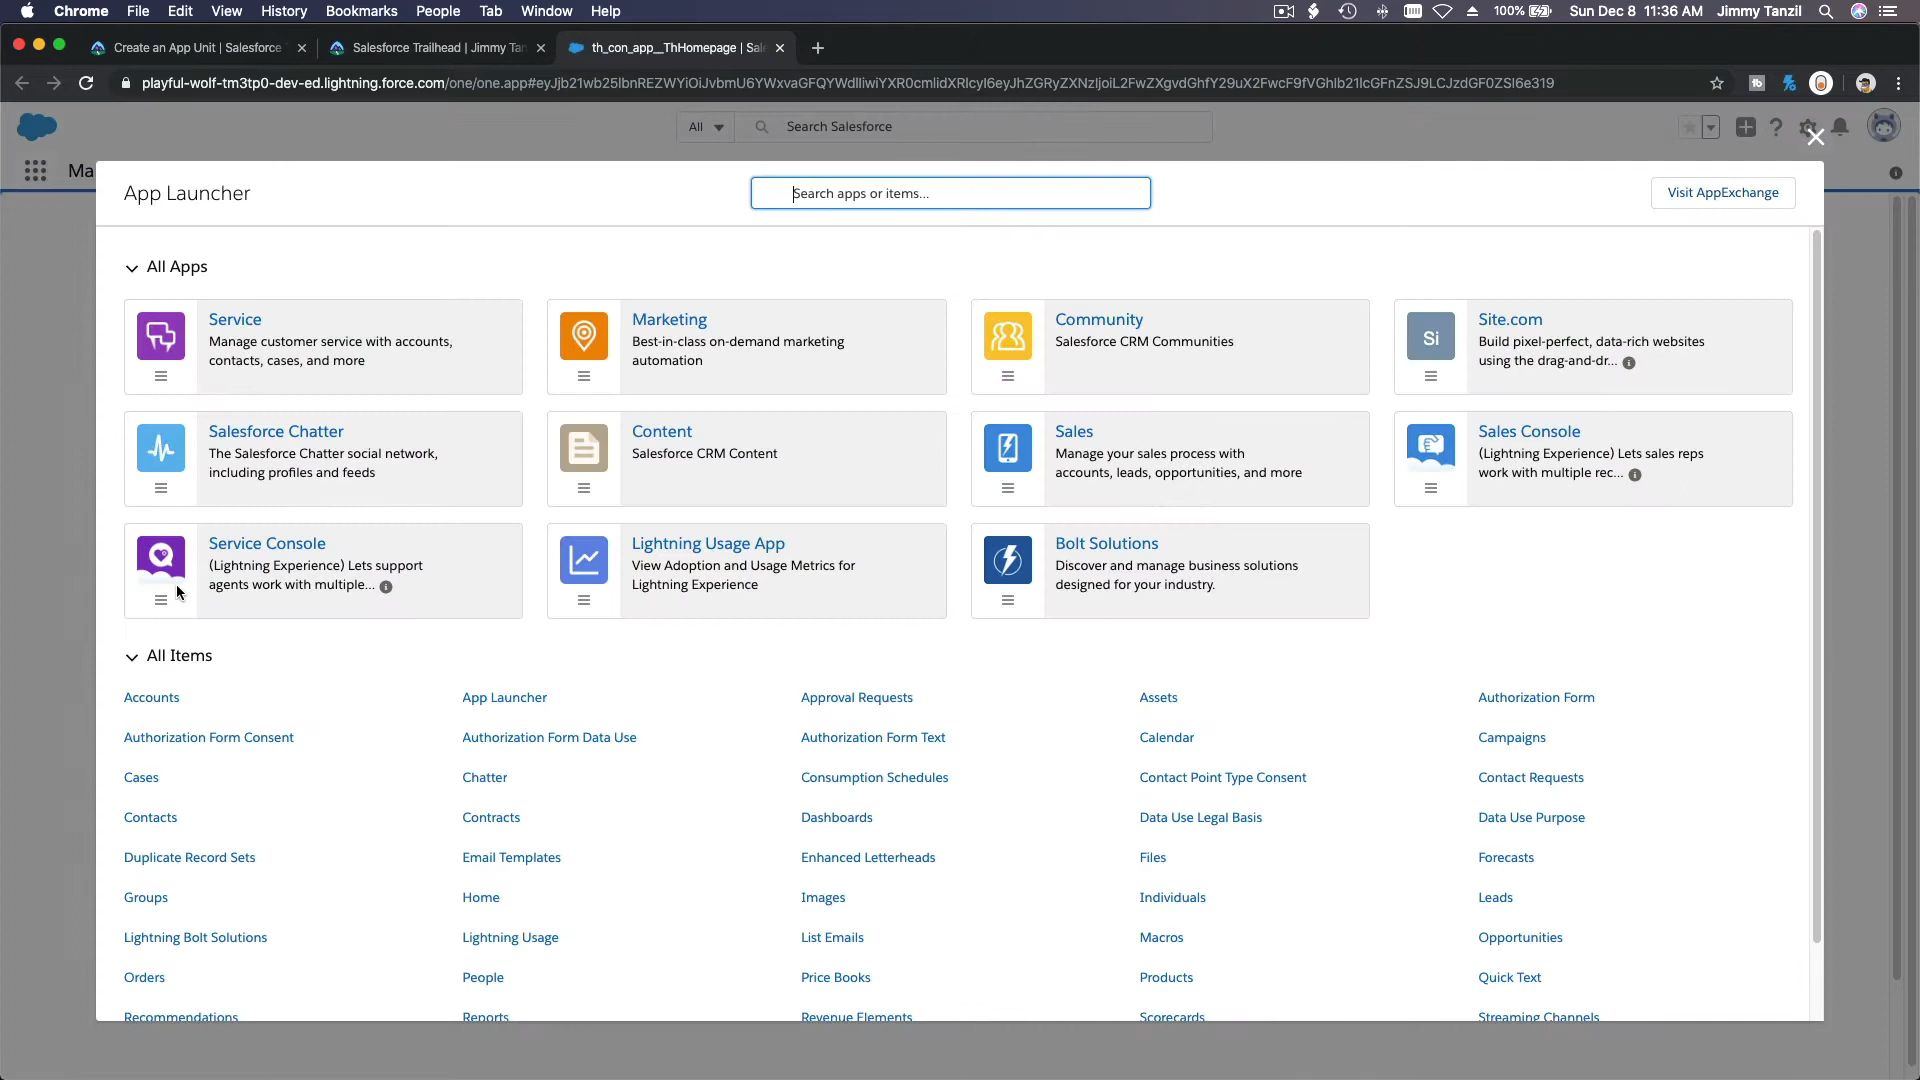 Chrome File Edit View History Bookmarks People Tab Window Help
100% Sun Dec 8 11:36 AM Jimmy Tanzil
Create an App Unit | Salesforce
Salesforce Trailhead | Jimmy Tan
th_con_app__ThHomepage | Sal
All
Search Salesforce
Ma
App Launcher
Search apps or items...
Visit AppExchange
All Apps
Service
Manage customer service with accounts,
contacts, cases, and more
Marketing
Best-in-class on-demand marketing
automation
Community
Salesforce CRM Communities
Si
Site.com
Build pixel-perfect, data-rich websites
using the drag-and-dr...
Salesforce Chatter
The Salesforce Chatter social network,
including profiles and feeds
Content
Salesforce CRM Content
Sales
Manage your sales process with
accounts, leads, opportunities, and more
Sales Console
(Lightning Experience) Lets sales reps
work with multiple rec...
Service Console
(Lightning Experience) Lets support
agents work with multiple...
Lightning Usage App
View Adoption and Usage Metrics for
Lightning Experience
Bolt Solutions
Discover and manage business solutions
designed for your industry.
All Items
Accounts App Launcher Approval Requests Assets Authorization Form
Authorization Form Consent Authorization Form Data Use Authorization Form Text Calendar Campaigns
Cases Chatter Consumption Schedules Contact Point Type Consent Contact Requests
Contacts Contracts Dashboards Data Use Legal Basis Data Use Purpose
Duplicate Record Sets Email Templates Enhanced Letterheads Files Forecasts
Groups Home Images Individuals Leads
Lightning Bolt Solutions Lightning Usage List Emails Macros Opportunities
Orders People Price Books Products Quick Text
Recommendations Reports Revenue Elements Scorecards Streaming Channels